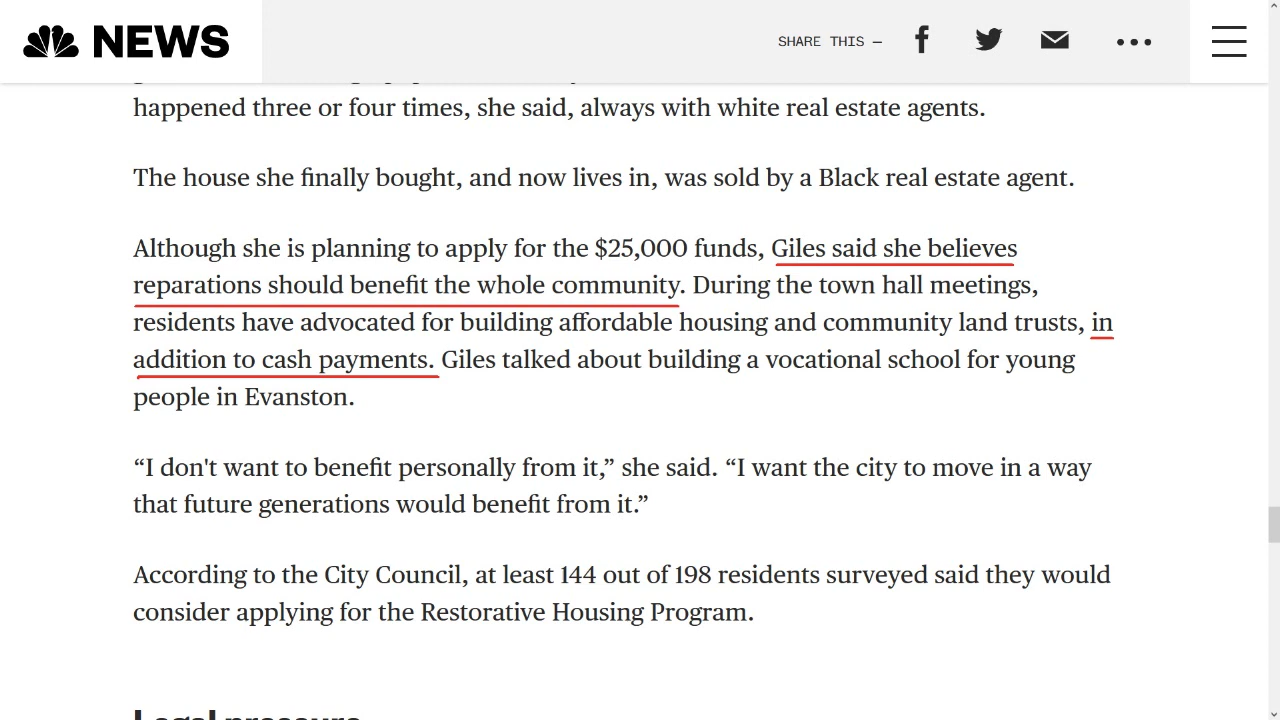 NEWS
SHARE THIS —
happened three or four times, she said, always with white real estate agents.
The house she finally bought, and now lives in, was sold by a Black real estate agent.
Although she is planning to apply for the $25,000 funds, Giles said she believes
reparations should benefit the whole community. During the town hall meetings,
residents have advocated for building affordable housing and community land trusts, in
addition to cash payments. Giles talked about building a vocational school for young
people in Evanston.
“I don't want to benefit personally from it,” she said. “I want the city to move in a way
that future generations would benefit from it.”
According to the City Council, at least 144 out of 198 residents surveyed said they would
consider applying for the Restorative Housing Program.
Legal pressure